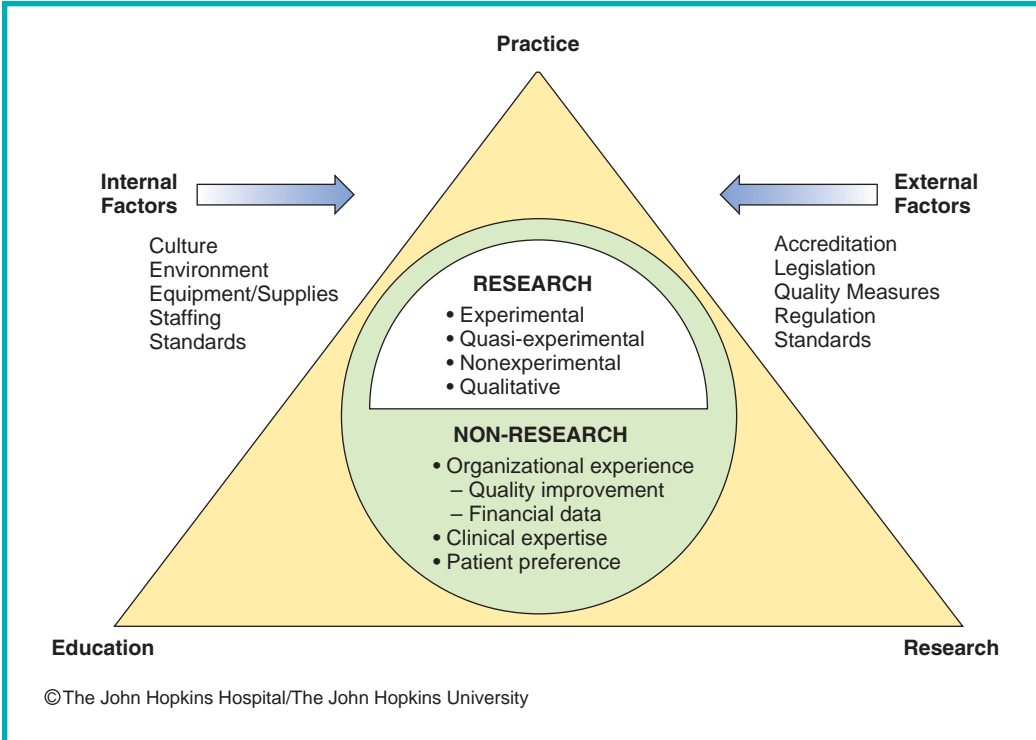 Practice
Internal
Factors
Culture
Environment
Equipment/Supplies
Staffing
Standards
External
Factors
Accreditation
Legislation
Quality Measures
Regulation
Standards
RESEARCH
• Experimental
• Quasi-experimental
• Nonexperimental
• Qualitative
NON-RESEARCH
• Organizational experience
– Quality improvement
– Financial data
• Clinical expertise
• Patient preference
Education
Research
©The John Hopkins Hospital/The John Hopkins University